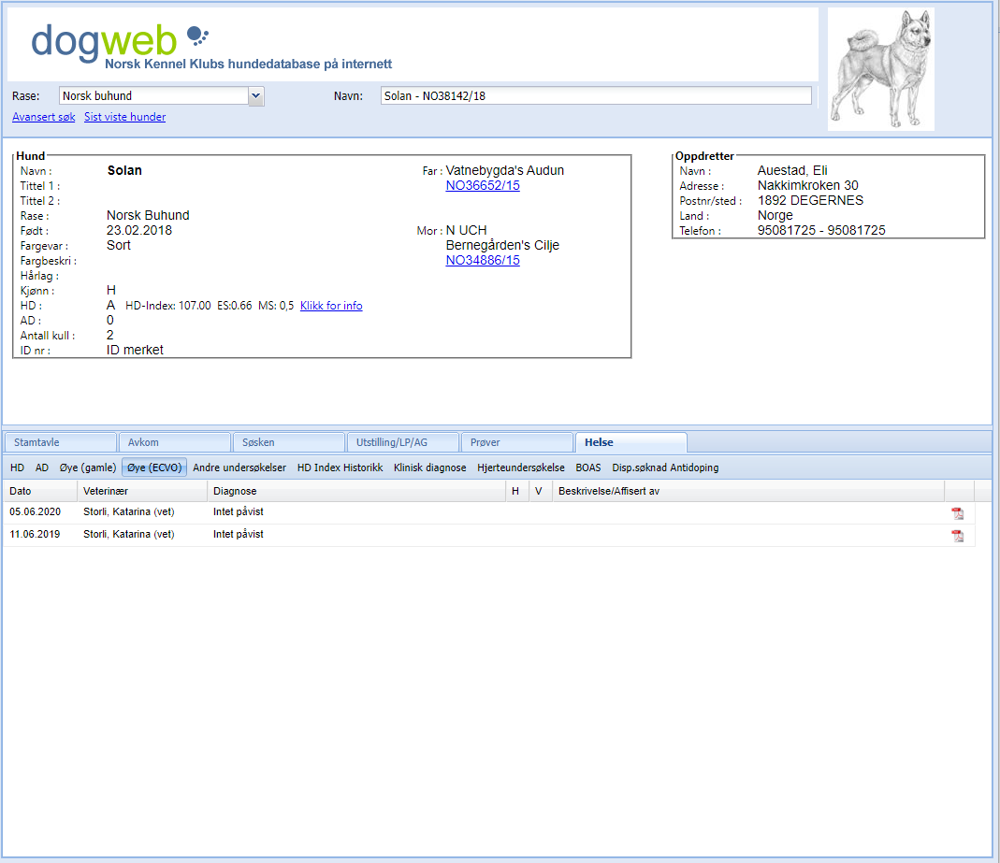 dogweb
Norsk Kennel Klubs hundedatabase på internett
Rase: Norsk buhund Navn: Solan - NO38142/18
Avansert søk Sist viste hunder
Hund
Navn : Solan Far : Vatnebygda's Audun
Tittel 1 : NO36652/15
Tittel 2 :
Rase : Norsk Buhund
Født : 23.02.2018 Mor : N UCH
Fargevar : Sort Bernegården's Cilje
Fargbeskri : NO34886/15
Hårlag :
Kjønn : H
HD : A HD-Index: 107.00 ES:0.66 MS: 0,5 Klikk for info
AD : 0
Antall kull : 2
ID nr : ID merket
Oppdretter
Navn : Auestad, Eli
Adresse : Nakkimkroken 30
Postnr/sted : 1892 DEGERNES
Land : Norge
Telefon : 95081725 - 95081725
Stamtavle Avkom Søsken Utstilling/LP/AG Prøver Helse
HD AD Øye (gamle) Øye (ECVO) Andre undersøkelser HD Index Historikk Klinisk diagnose Hjerteundersøkelse BOAS Disp.søknad Antidoping
Dato Veterinær Diagnose H V Beskrivelse/Affisert av
05.06.2020 Storli, Katarina (vet) Intet påvist
11.06.2019 Storli, Katarina (vet) Intet påvist